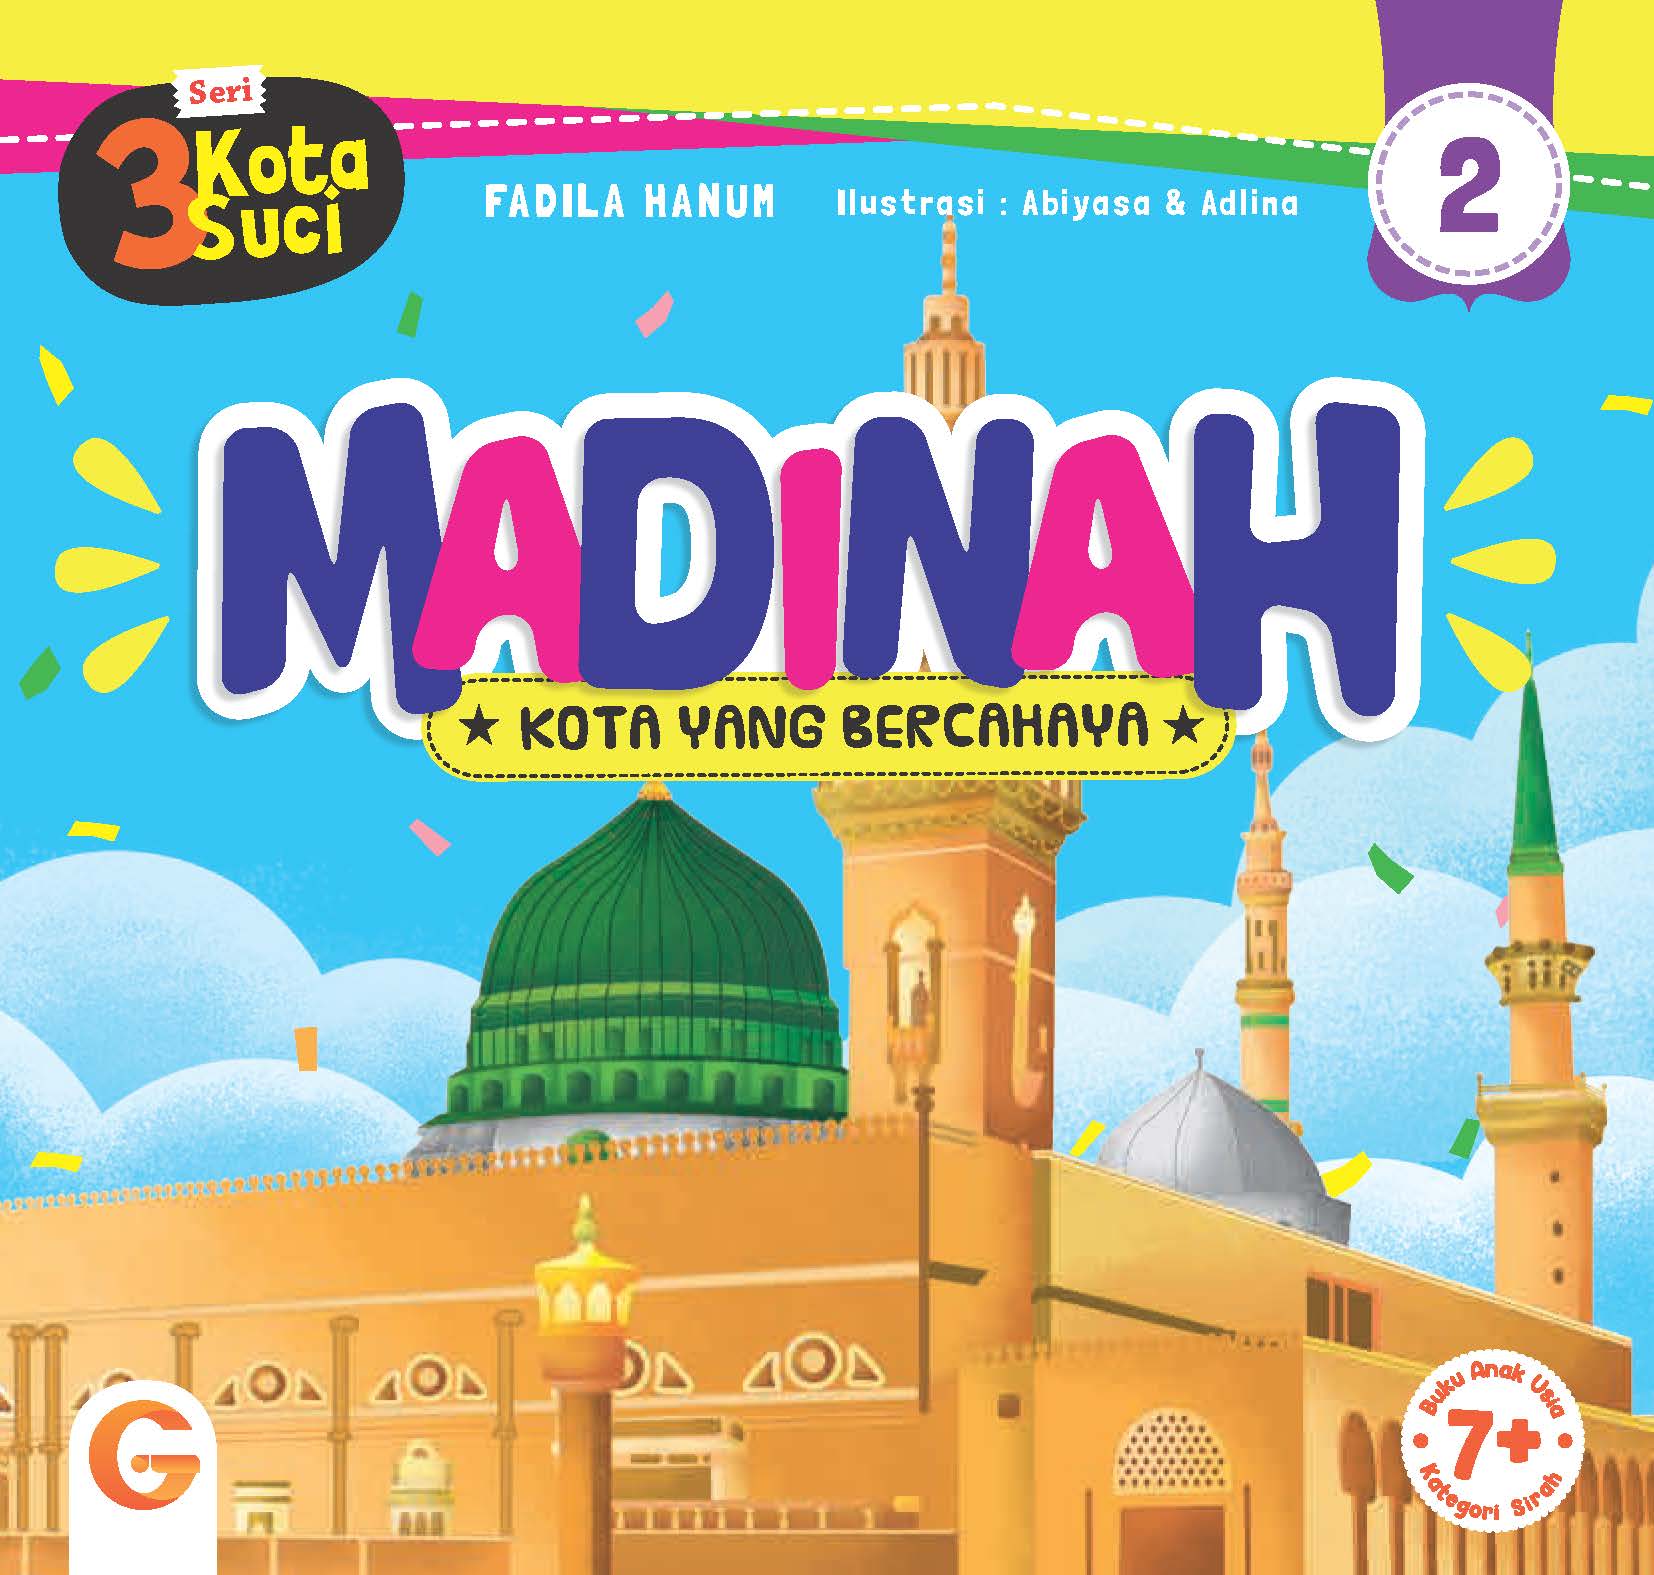 Seri
3 Kota
Suci
FADILA HANUM
Ilustrasi : Abiyasa & Adlina
2
MADINAH
★ KOTA YANG BERCAHAYA ★
Buku Anak Usia
7+
Kategori Sirah
G